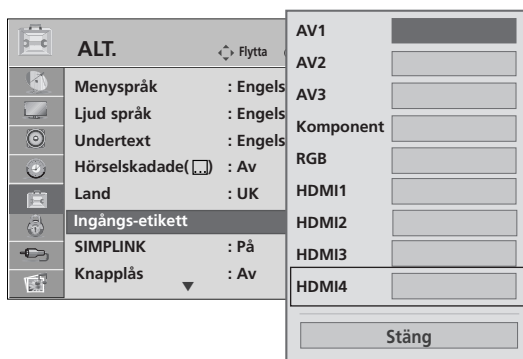 ALT.
Flytta
Menyspråk : Engels
Ljud språk : Engels
Undertext : Engels
Hörselskadade( ) : Av
Land : UK
Ingångs-etikett
SIMPLINK : På
Knapplås : Av
AV1
AV2
AV3
Komponent
RGB
HDMI1
HDMI2
HDMI3
HDMI4
Stäng